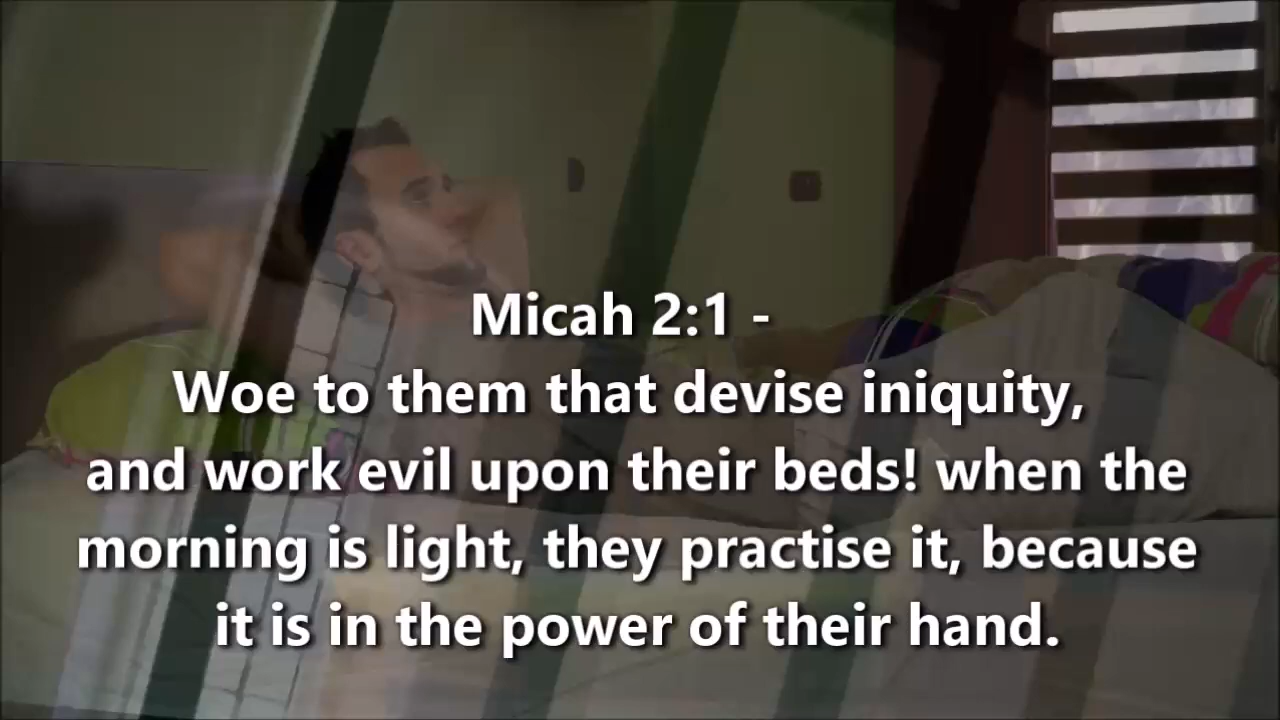 Micah 2:1 -
Woe to them that devise iniquity,
and work evil upon their beds! when the
morning is light, they practise it, because
it is in the power of their hand.